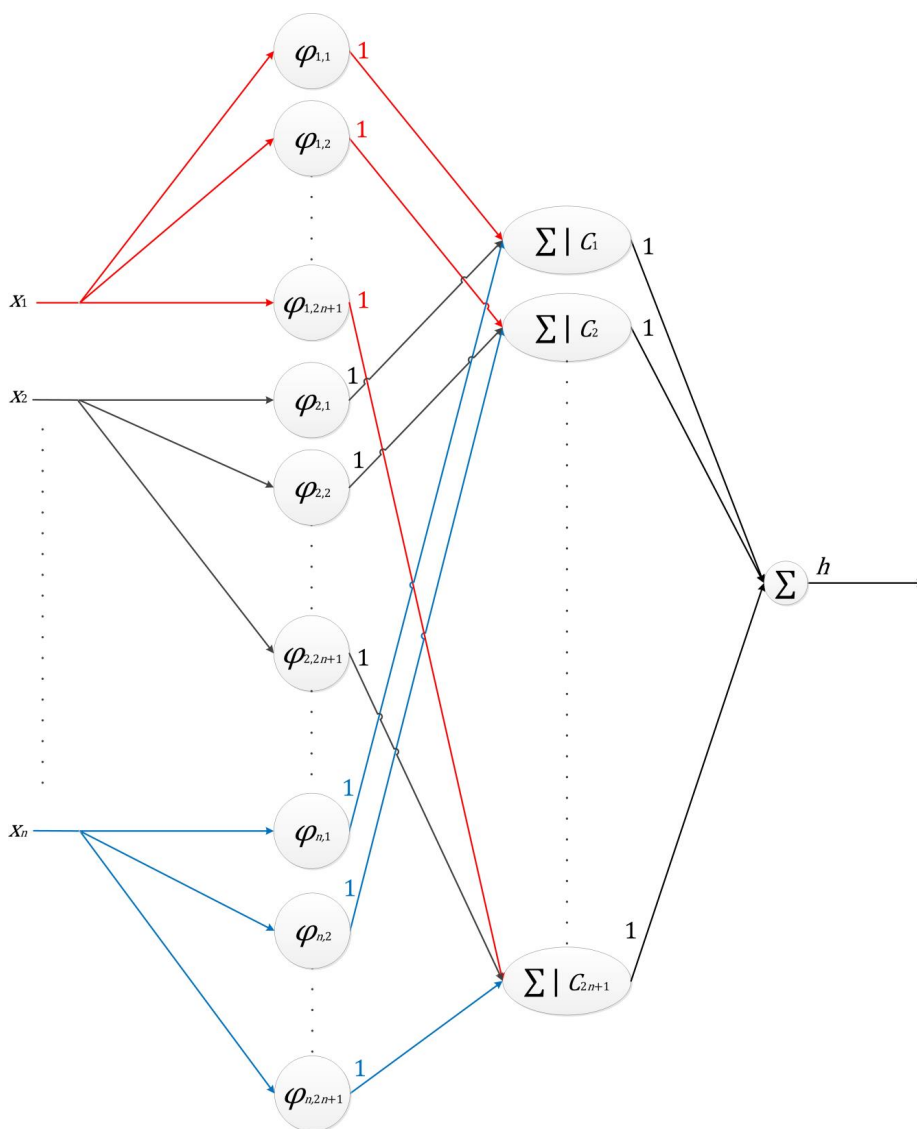 φ1,1 1
φ1,2 1
Σ | C1 1
x1 φ1,2n+1 1
Σ | C2 1
x2 φ2,1 1
φ2,2 1
Σ h
φ2,2n+1 1
xn φn,1 1
φn,2 1
1
Σ | C2n+1
φn,2n+1 1